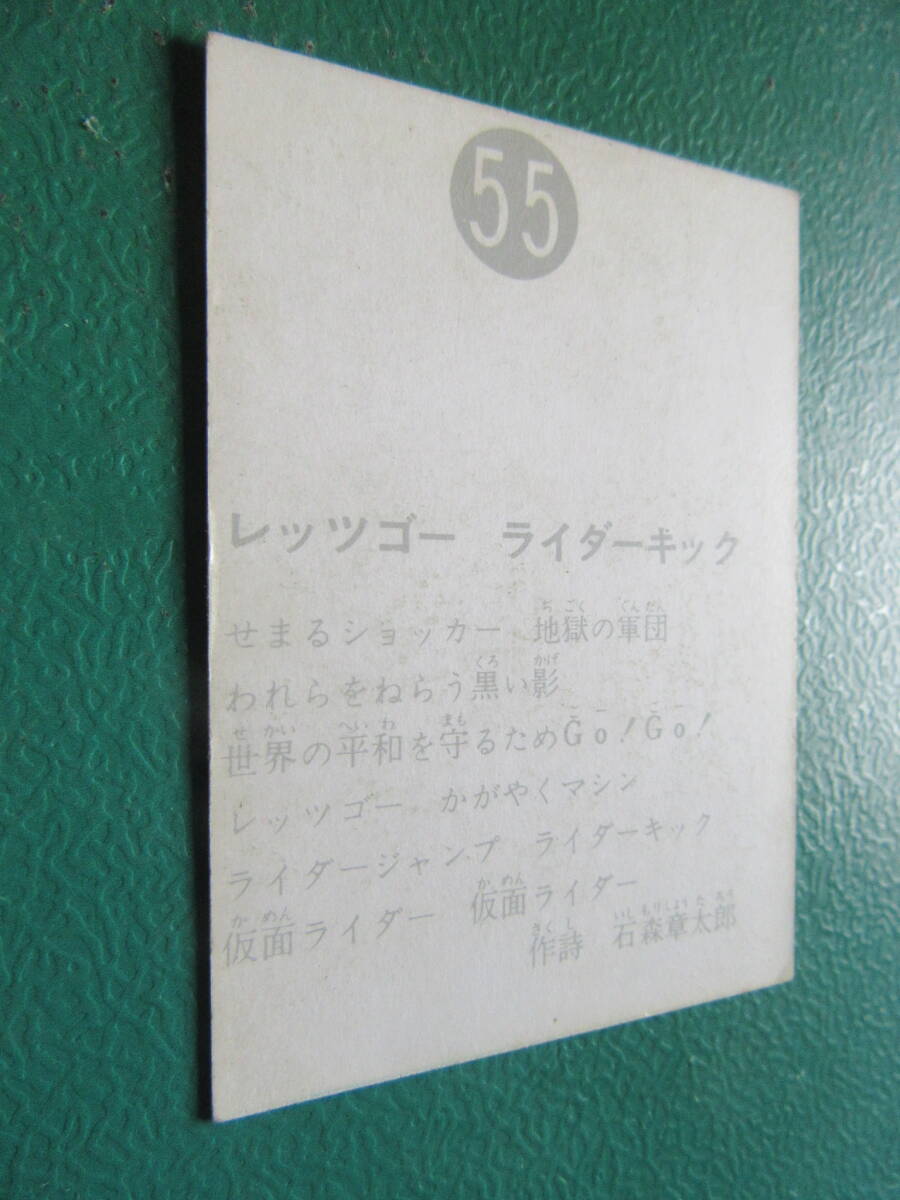 55
レッツゴー　ライダーキック
せまるショッカー　地獄の軍団
われらをねらう黒い影
世界の平和を守るためGo！Go！
レッツゴー　かがやくマシン
ライダージャンプ　ライダーキック
仮面ライダー　仮面ライダー
作詩　石森章太郎